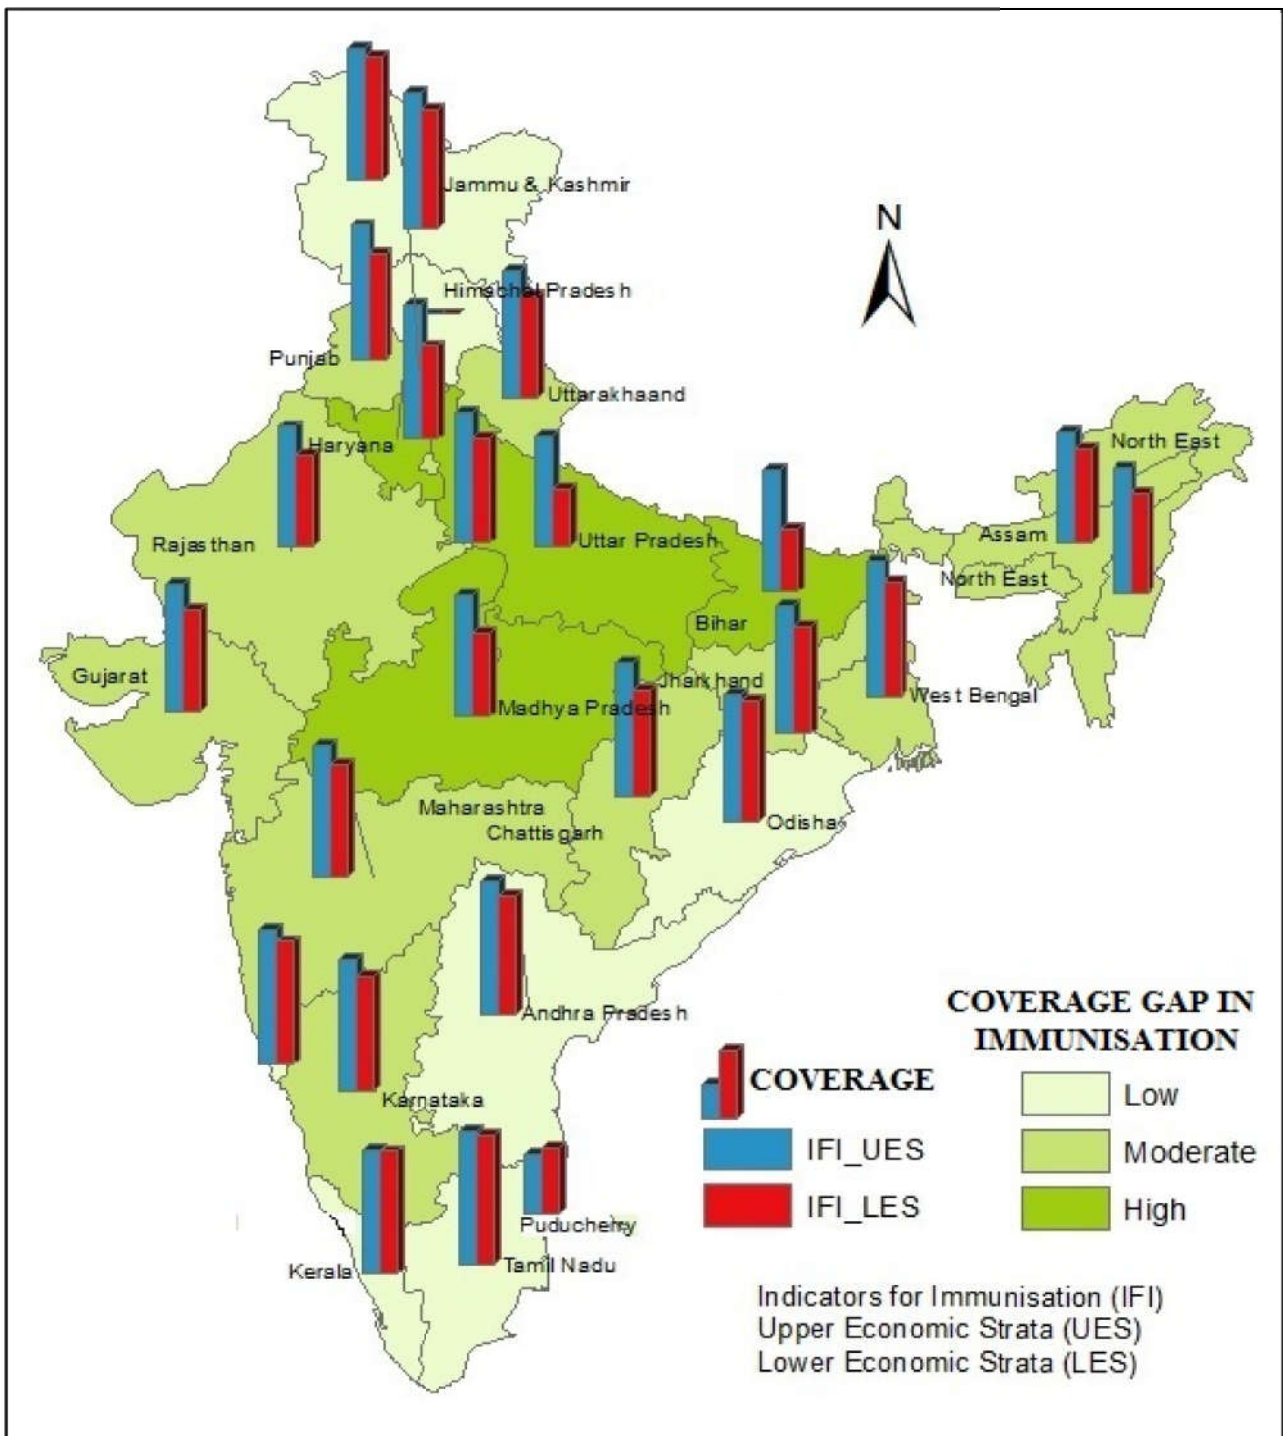 N
Jammu & Kashmir
Himachal Pradesh
Punjab
Uttarakhaand
Haryana
North East
Rajasthan
Uttar Pradesh
Assam
North East
Bihar
Gujarat
Jharkhand
West Bengal
Madhya Pradesh
Maharashtra
Chattisgarh
Odisha
Andhra Pradesh
Karnataka
Puducherry
Kerala
Tamil Nadu
COVERAGE
IFI_UES
IFI_LES
COVERAGE GAP IN
IMMUNISATION
Low
Moderate
High
Indicators for Immunisation (IFI)
Upper Economic Strata (UES)
Lower Economic Strata (LES)